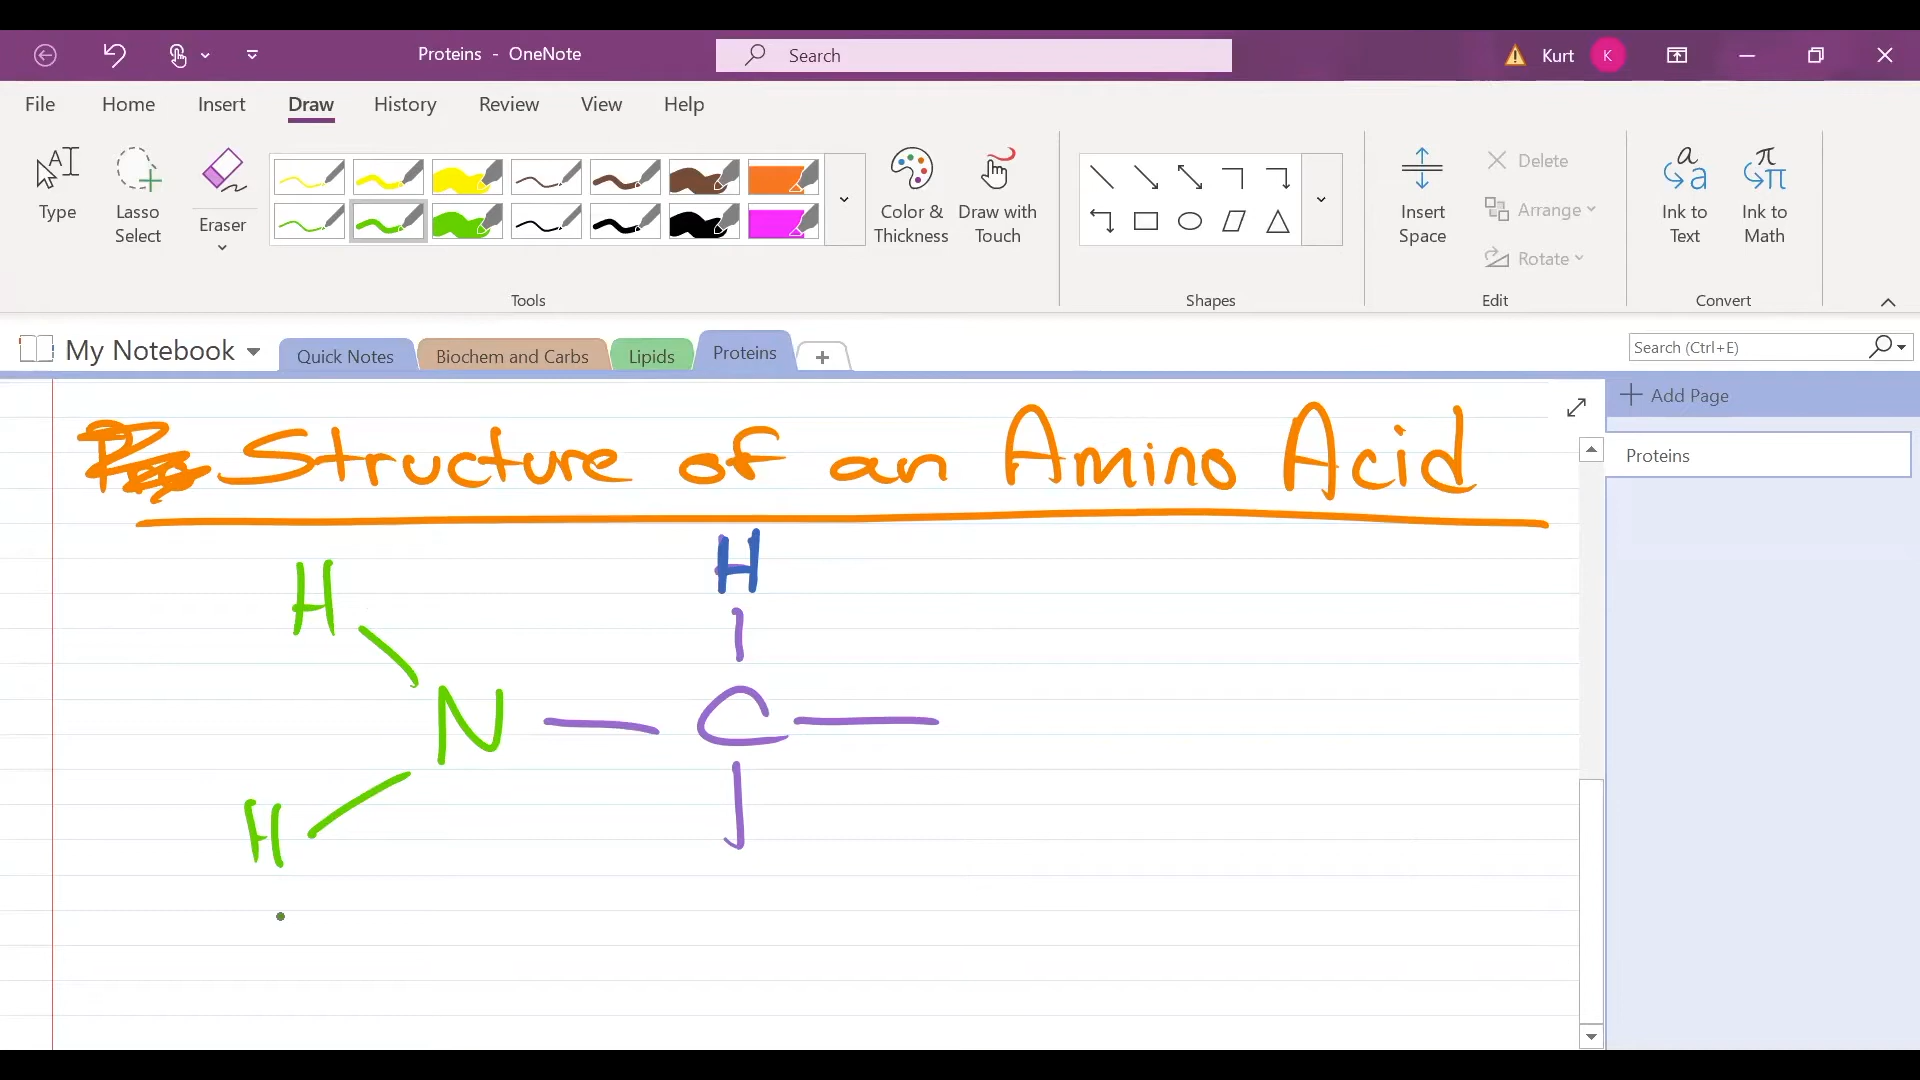 Proteins - OneNote
Search
Kurt
K
File Home Insert Draw History Review View Help
Type
Lasso Select
Eraser
Color & Thickness
Draw with Touch
Insert Space
Delete
Arrange
Rotate
Ink to Text
Ink to Math
Tools
Shapes
Edit
Convert
My Notebook
Quick Notes
Biochem and Carbs
Lipids
Proteins
Search (Ctrl+E)
Add Page
Proteins
Structure of an Amino Acid
H
H
N C
H